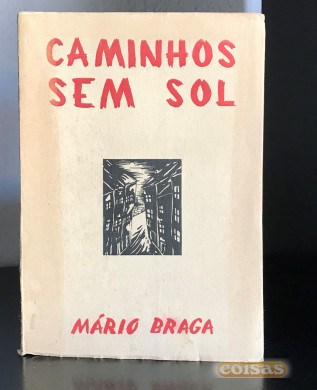 CAMINHOS
SEM SOL
MÁRIO BRAGA
coisas